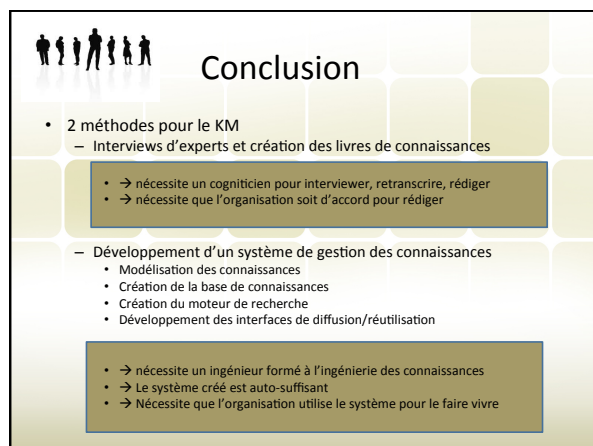 Conclusion
• 2 méthodes pour le KM
– Interviews d'experts et création des livres de connaissances
• → nécessite un cogniticien pour interviewer, retranscrire, rédiger
• → nécessite que l'organisation soit d'accord pour rédiger
– Développement d'un système de gestion des connaissances
• Modélisation des connaissances
• Création de la base de connaissances
• Création du moteur de recherche
• Développement des interfaces de diffusion/réutilisation
• → nécessite un ingénieur formé à l'ingénierie des connaissances
• → Le système créé est auto-suffisant
• → Nécessite que l'organisation utilise le système pour le faire vivre